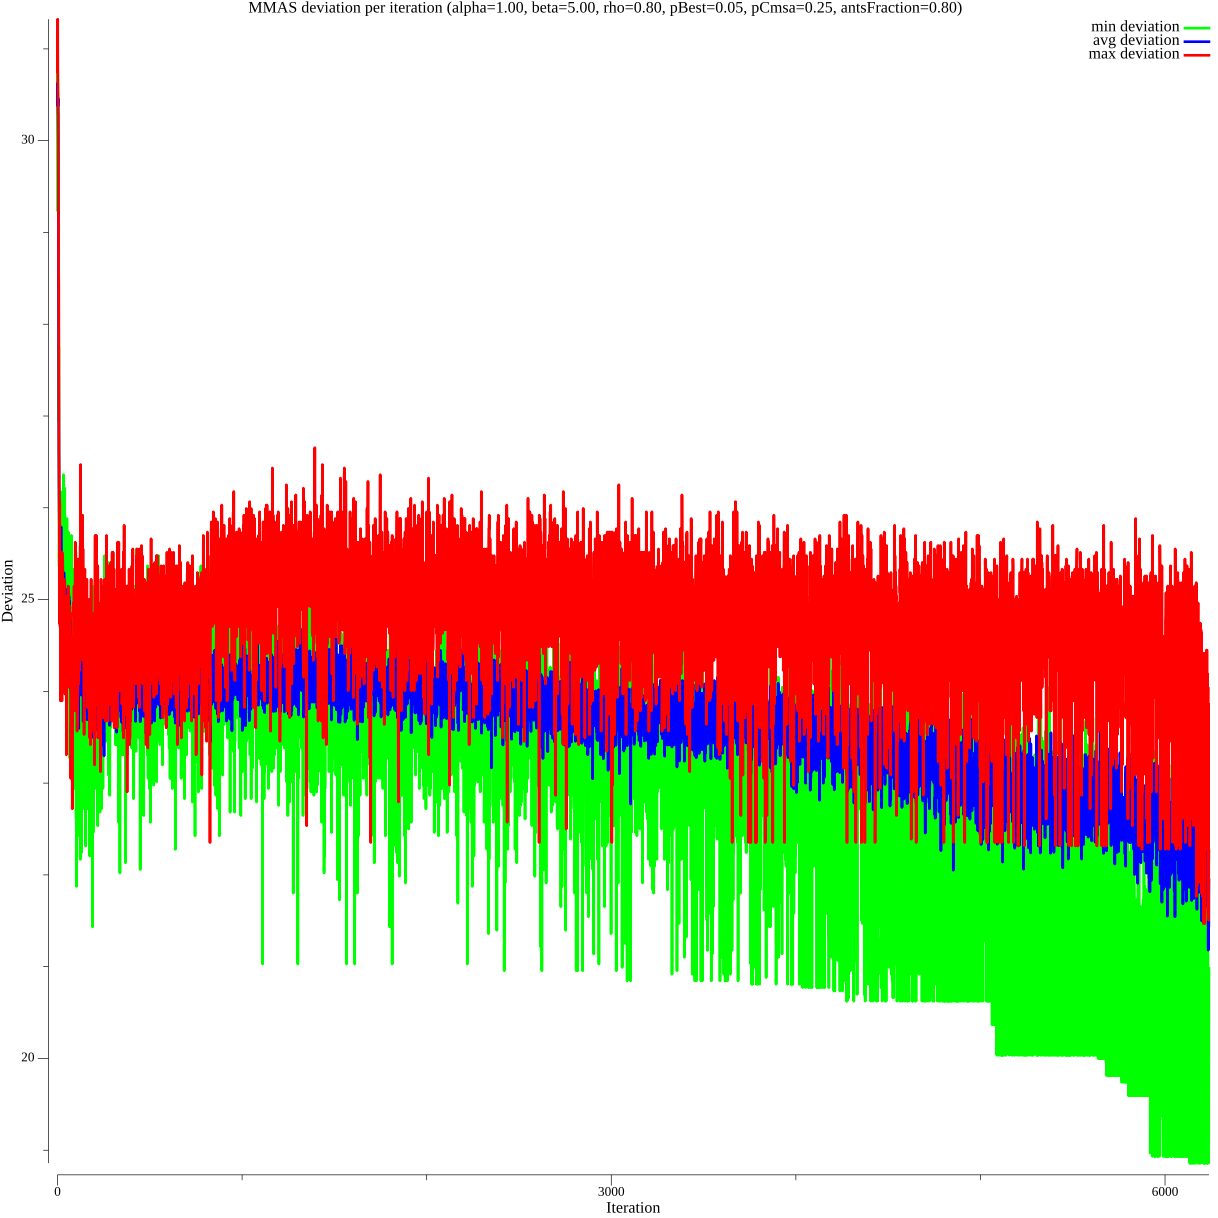 MMAS deviation per iteration (alpha=1.00, beta=5.00, rho=0.80, pBest=0.05, pCmsa=0.25, antsFraction=0.80)
min deviation
avg deviation
max deviation
30
25
20
Deviation
0
3000
6000
Iteration